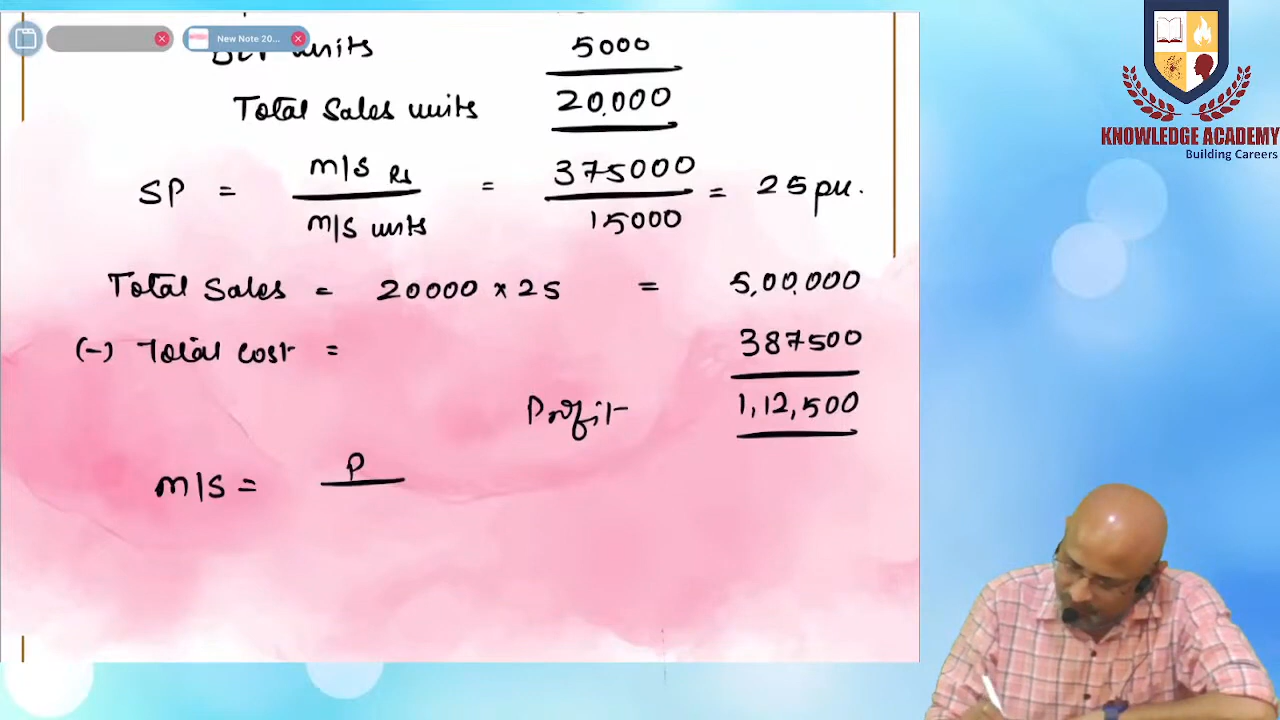 New Note 20...
units 5000
Total Sales units 20,000
SP = M/S Rs / M/S units = 375000 / 15000 = 25 pu.
Total Sales = 20000 × 25 = 5,00,000
(-) Total Cost = 387500
Profit 1,12,500
M/S = P
KNOWLEDGE ACADEMY
Building Careers